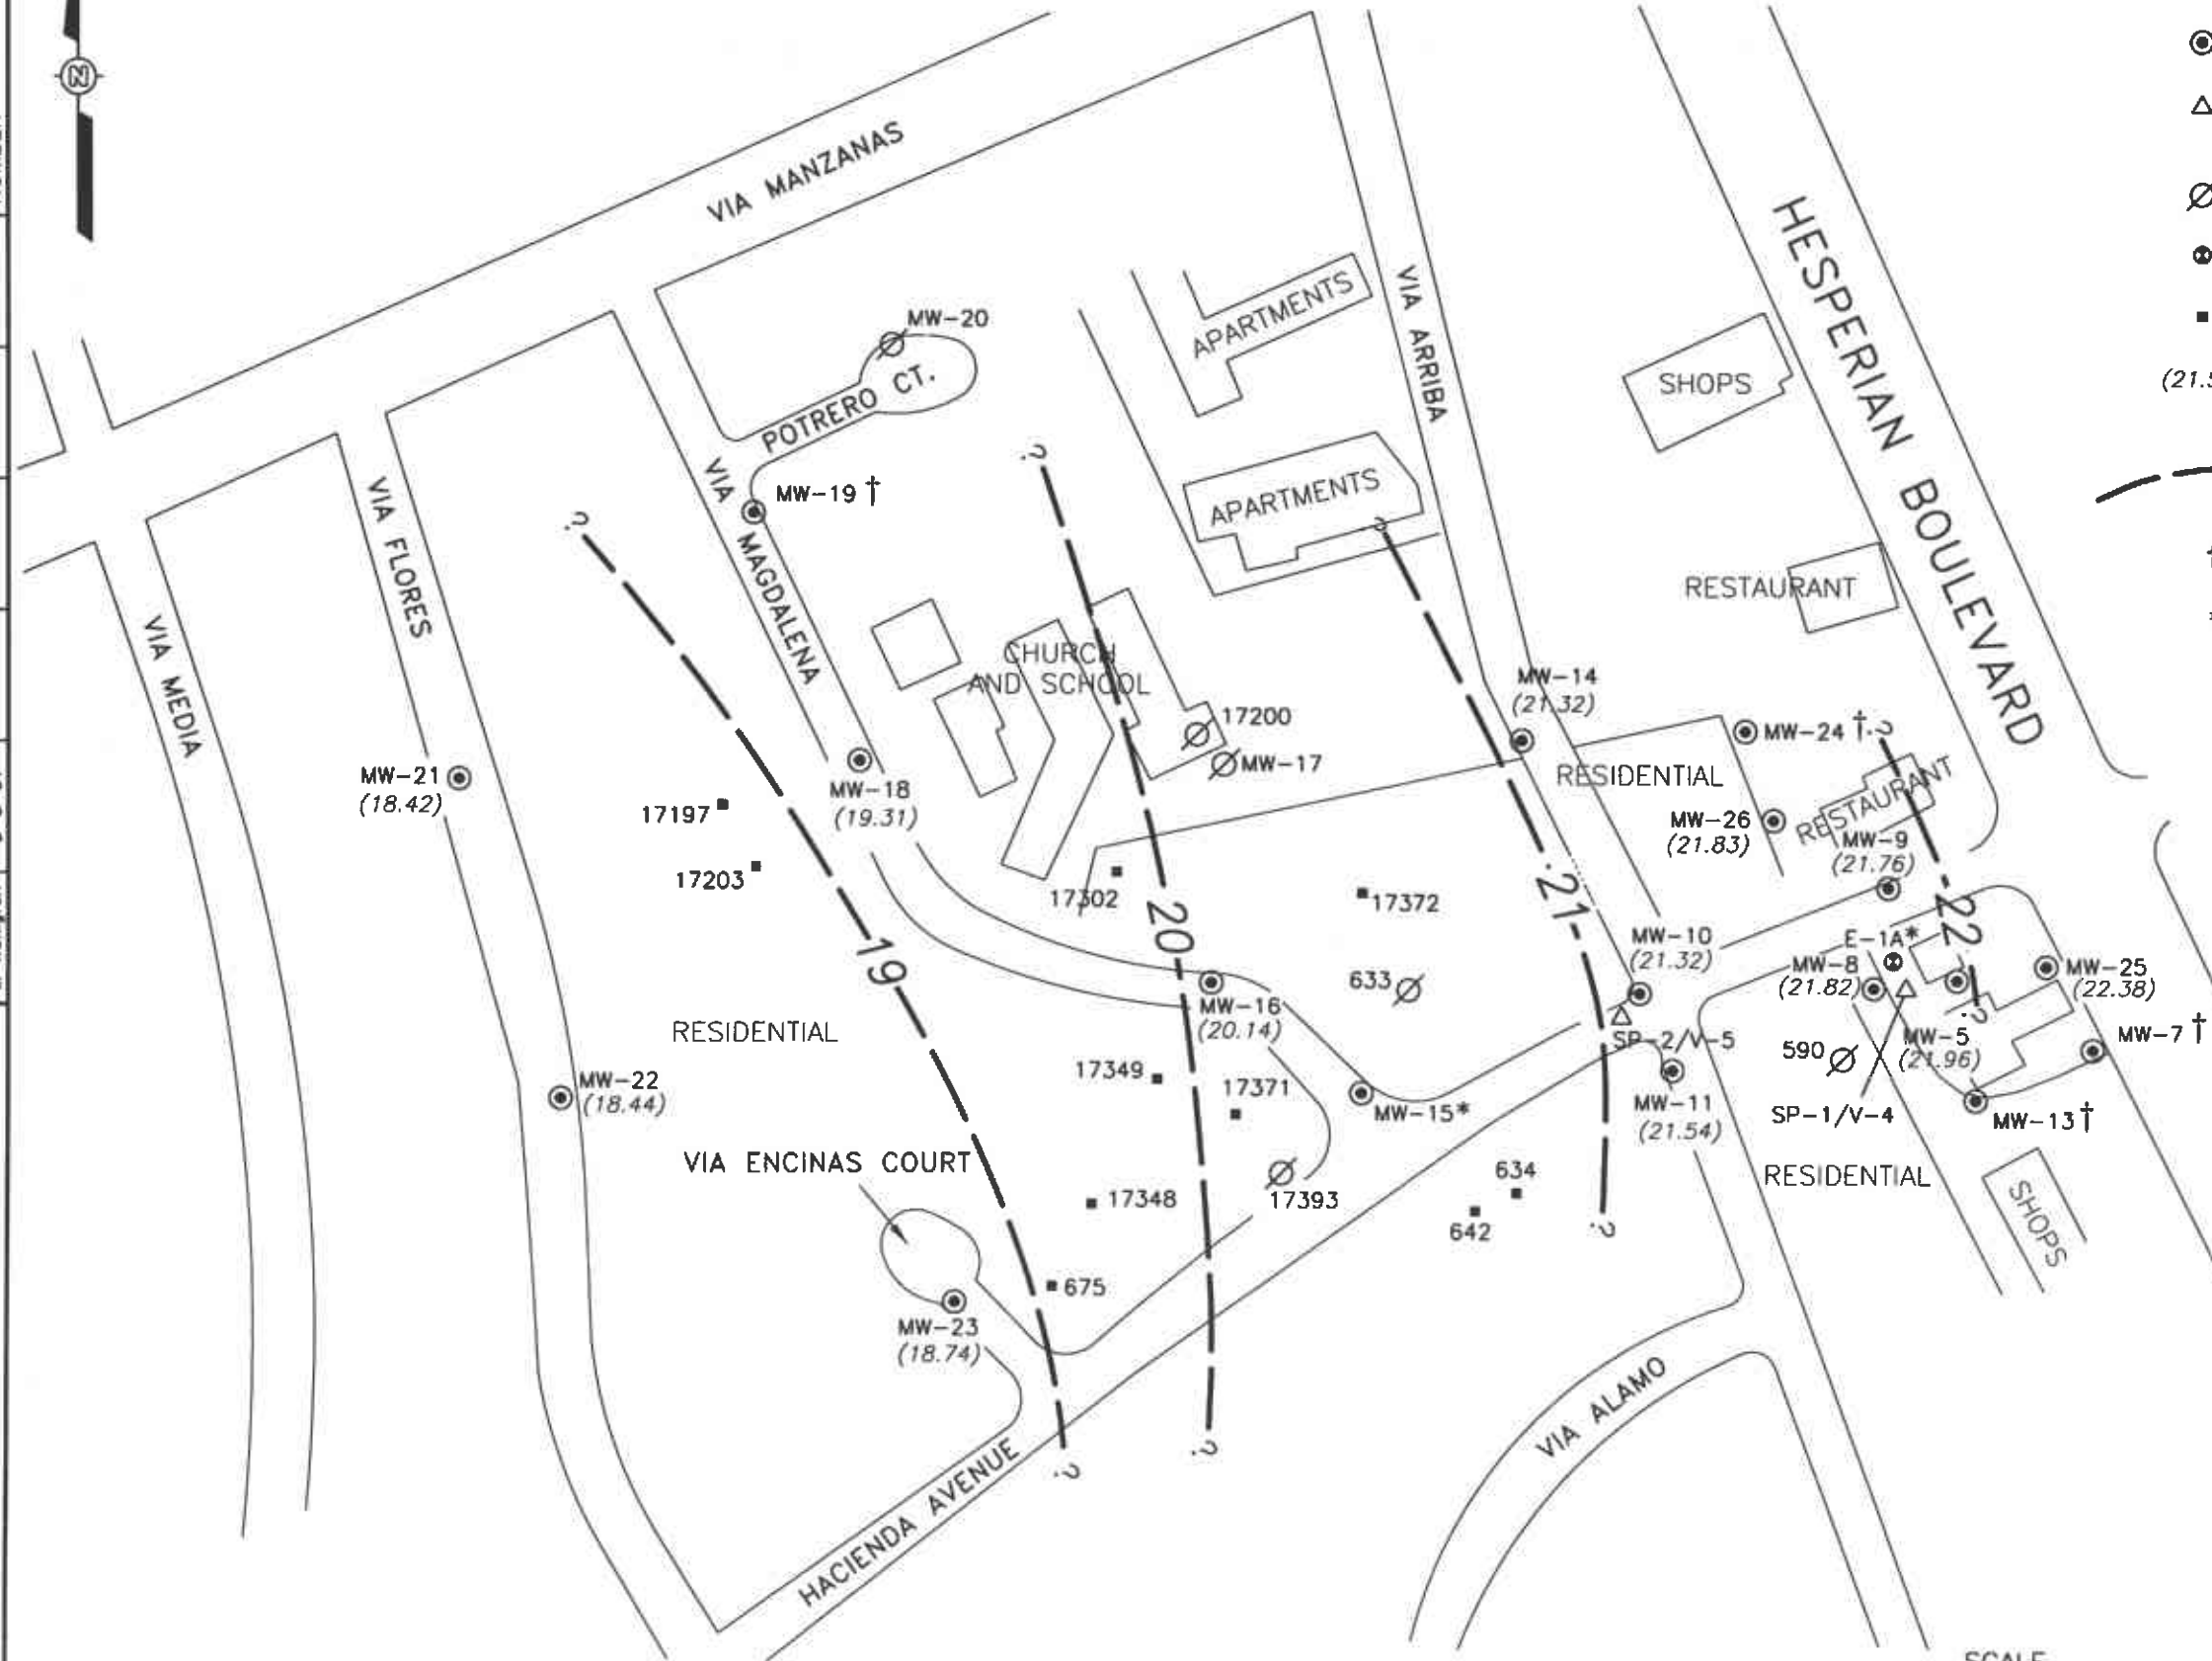 N
VIA MANZANAS
MW-20
POTRERO CT.
MW-19 †
VIA MAGDALENA
VIA FLORES
VIA MEDIA
APARTMENTS
APARTMENTS
VIA ARRIBA
SHOPS
HESPERIAN BOULEVARD
(21.5
?
?
?
RESTAURANT
CHURCH
AND SCHOOL
17200
MW-17
MW-14
(21.32)
MW-24 †
?
RESIDENTIAL
RESTAURANT
MW-26
(21.83)
MW-9
(21.76)
MW-21
(18.42)
17197
17203
MW-18
(19.31)
17302
17372
19
20
21
22
MW-10
(21.32)
E-1A*
MW-8
(21.82)
MW-25
(22.38)
MW-7 †
?
MW-5
(21.96)
590
SP-1/V-4
MW-13†
633
MW-16
(20.14)
SP-2/V-5
RESIDENTIAL
MW-22
(18.44)
17349
17371
MW-15*
MW-11
(21.54)
RESIDENTIAL
VIA ENCINAS COURT
17348
17393
634
642
?
SHOPS
675
MW-23
(18.74)
?
?
VIA ALAMO
HACIENDA AVENUE